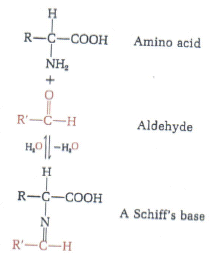 H
R—C—COOH Amino acid
NH₂
+
O
R'—C—H Aldehyde
H₂O −H₂O
H
R—C—COOH
N A Schiff's base
R'—C—H